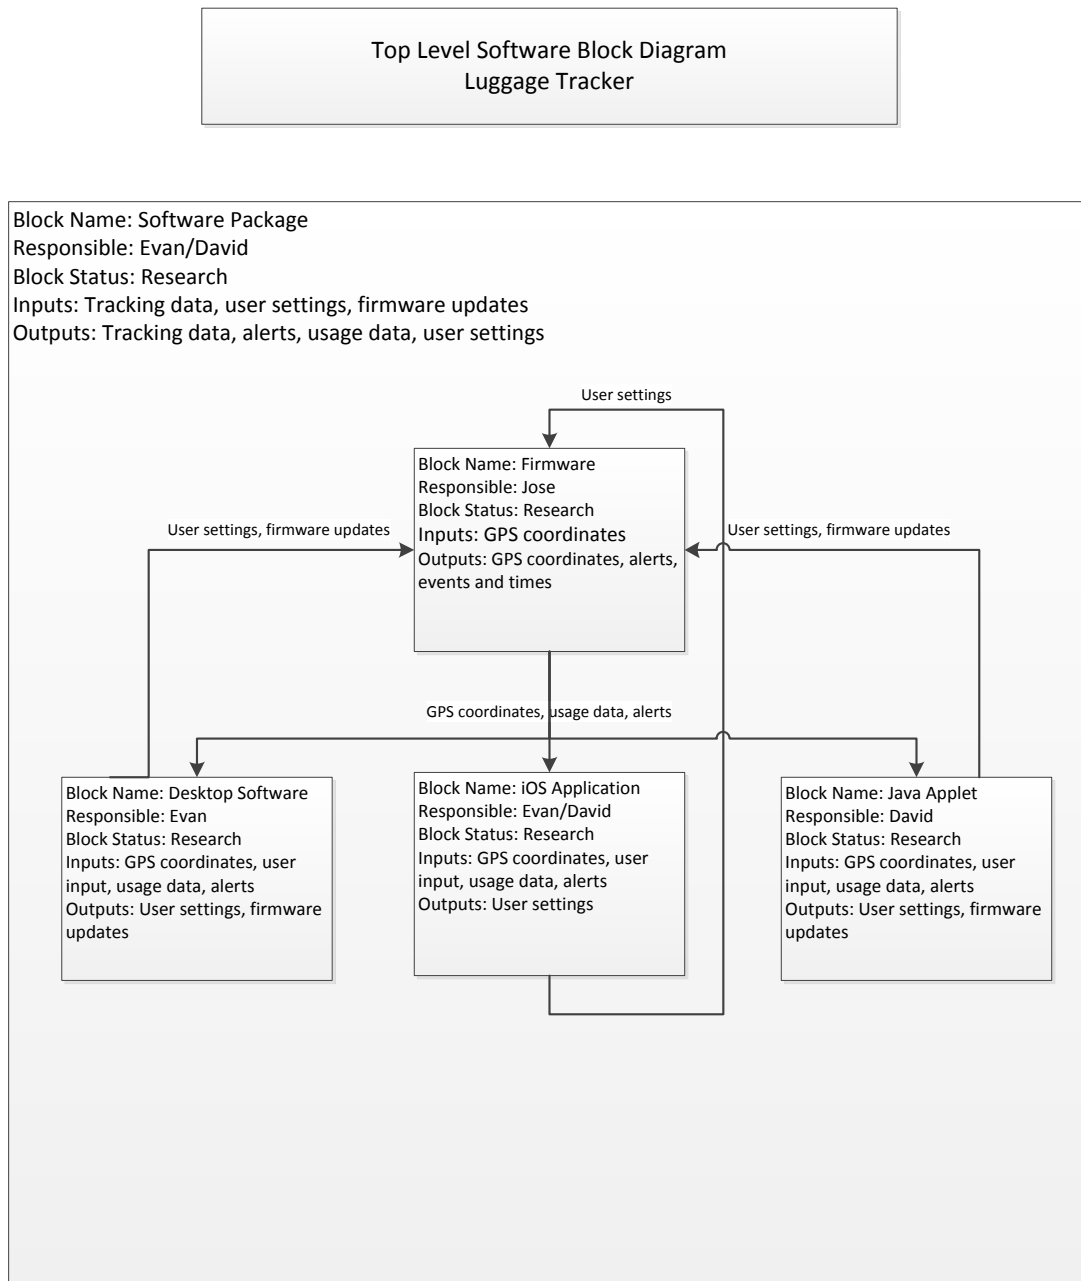 Top Level Software Block Diagram
Luggage Tracker
Block Name: Software Package
Responsible: Evan/David
Block Status: Research
Inputs: Tracking data, user settings, firmware updates
Outputs: Tracking data, alerts, usage data, user settings
User settings
Block Name: Firmware
Responsible: Jose
Block Status: Research
Inputs: GPS coordinates
Outputs: GPS coordinates, alerts,
events and times
User settings, firmware updates
User settings, firmware updates
GPS coordinates, usage data, alerts
Block Name: Desktop Software
Responsible: Evan
Block Status: Research
Inputs: GPS coordinates, user
input, usage data, alerts
Outputs: User settings, firmware
updates
Block Name: iOS Application
Responsible: Evan/David
Block Status: Research
Inputs: GPS coordinates, user
input, usage data, alerts
Outputs: User settings
Block Name: Java Applet
Responsible: David
Block Status: Research
Inputs: GPS coordinates, user
input, usage data, alerts
Outputs: User settings, firmware
updates